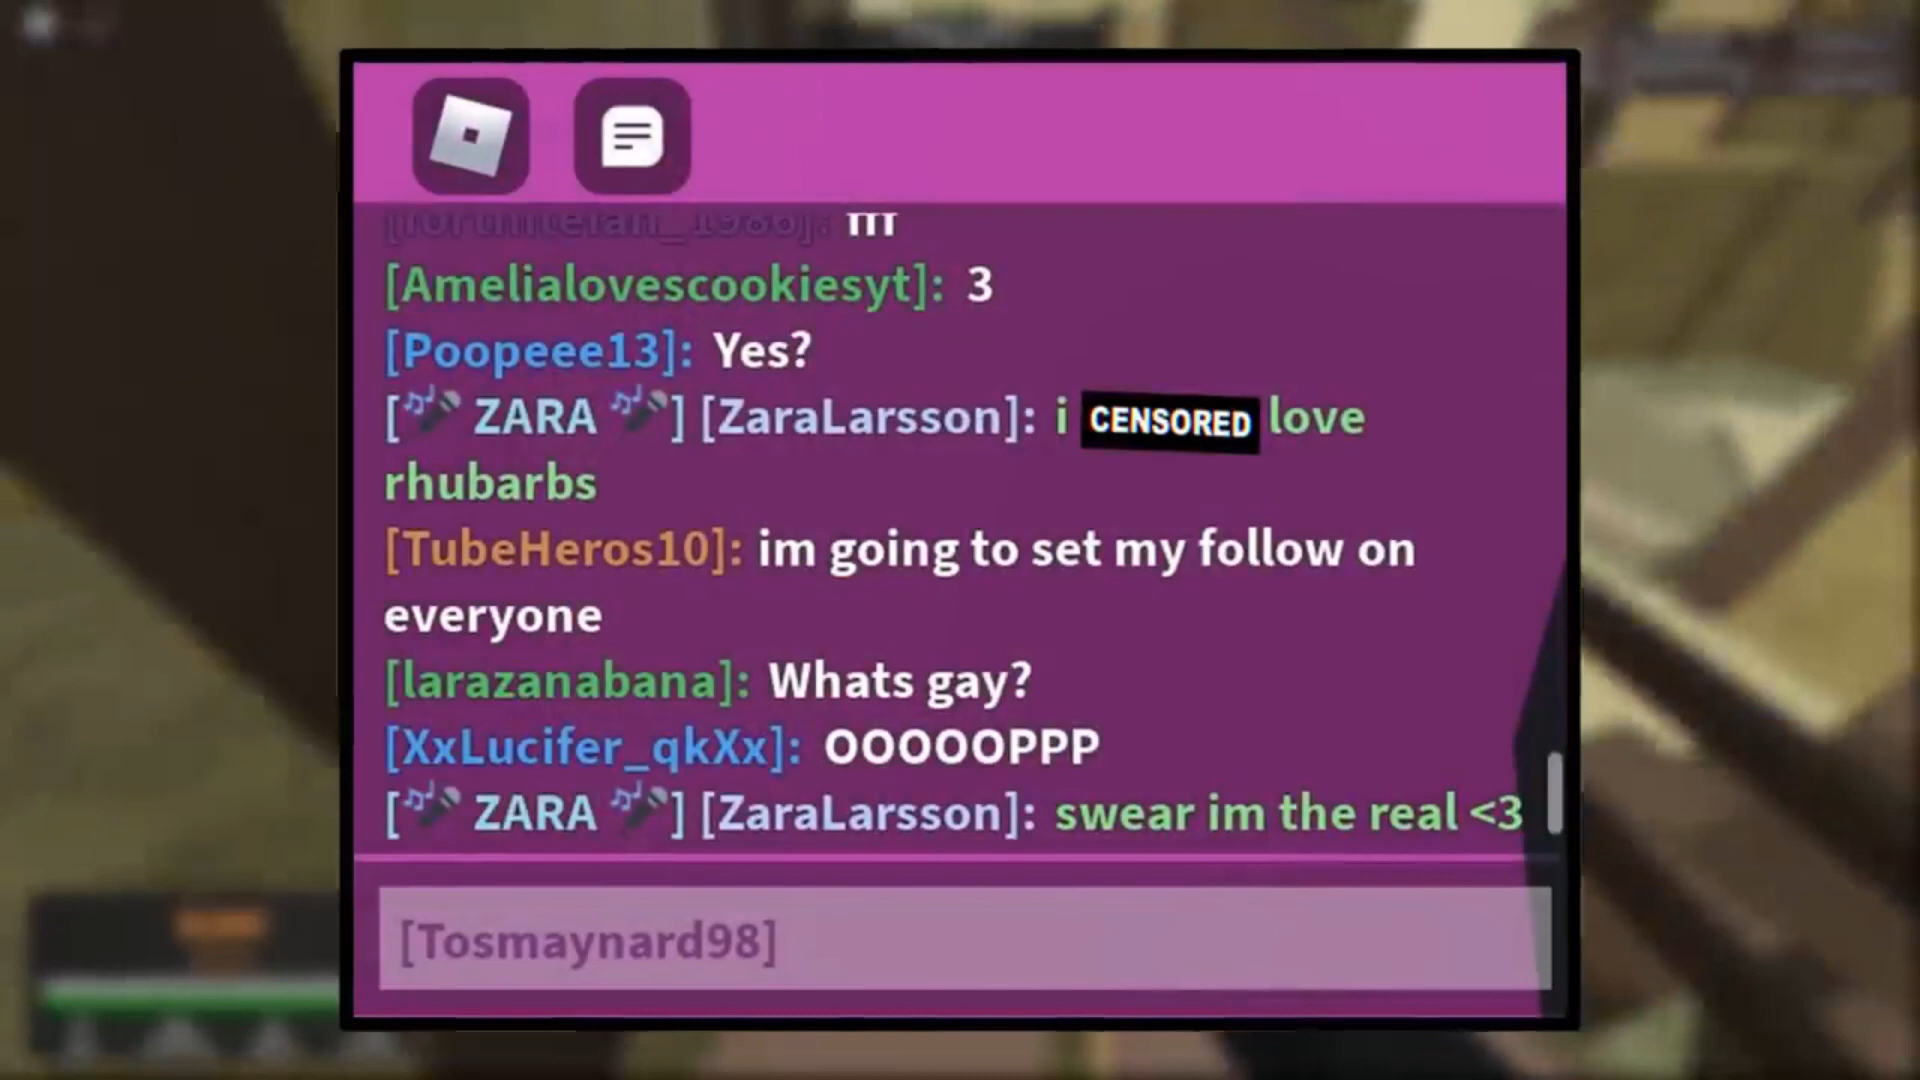 [Amelialovescookiesyt]: 3
[Poopeee13]: Yes?
[🎤 ZARA 🎤] [ZaraLarsson]: i CENSORED love
rhubarbs
[TubeHeros10]: im going to set my follow on
everyone
[larazanabana]: Whats gay?
[XxLucifer_qkXx]: OOOOOPPP
[🎤 ZARA 🎤] [ZaraLarsson]: swear im the real <3
[Tosmaynard98]